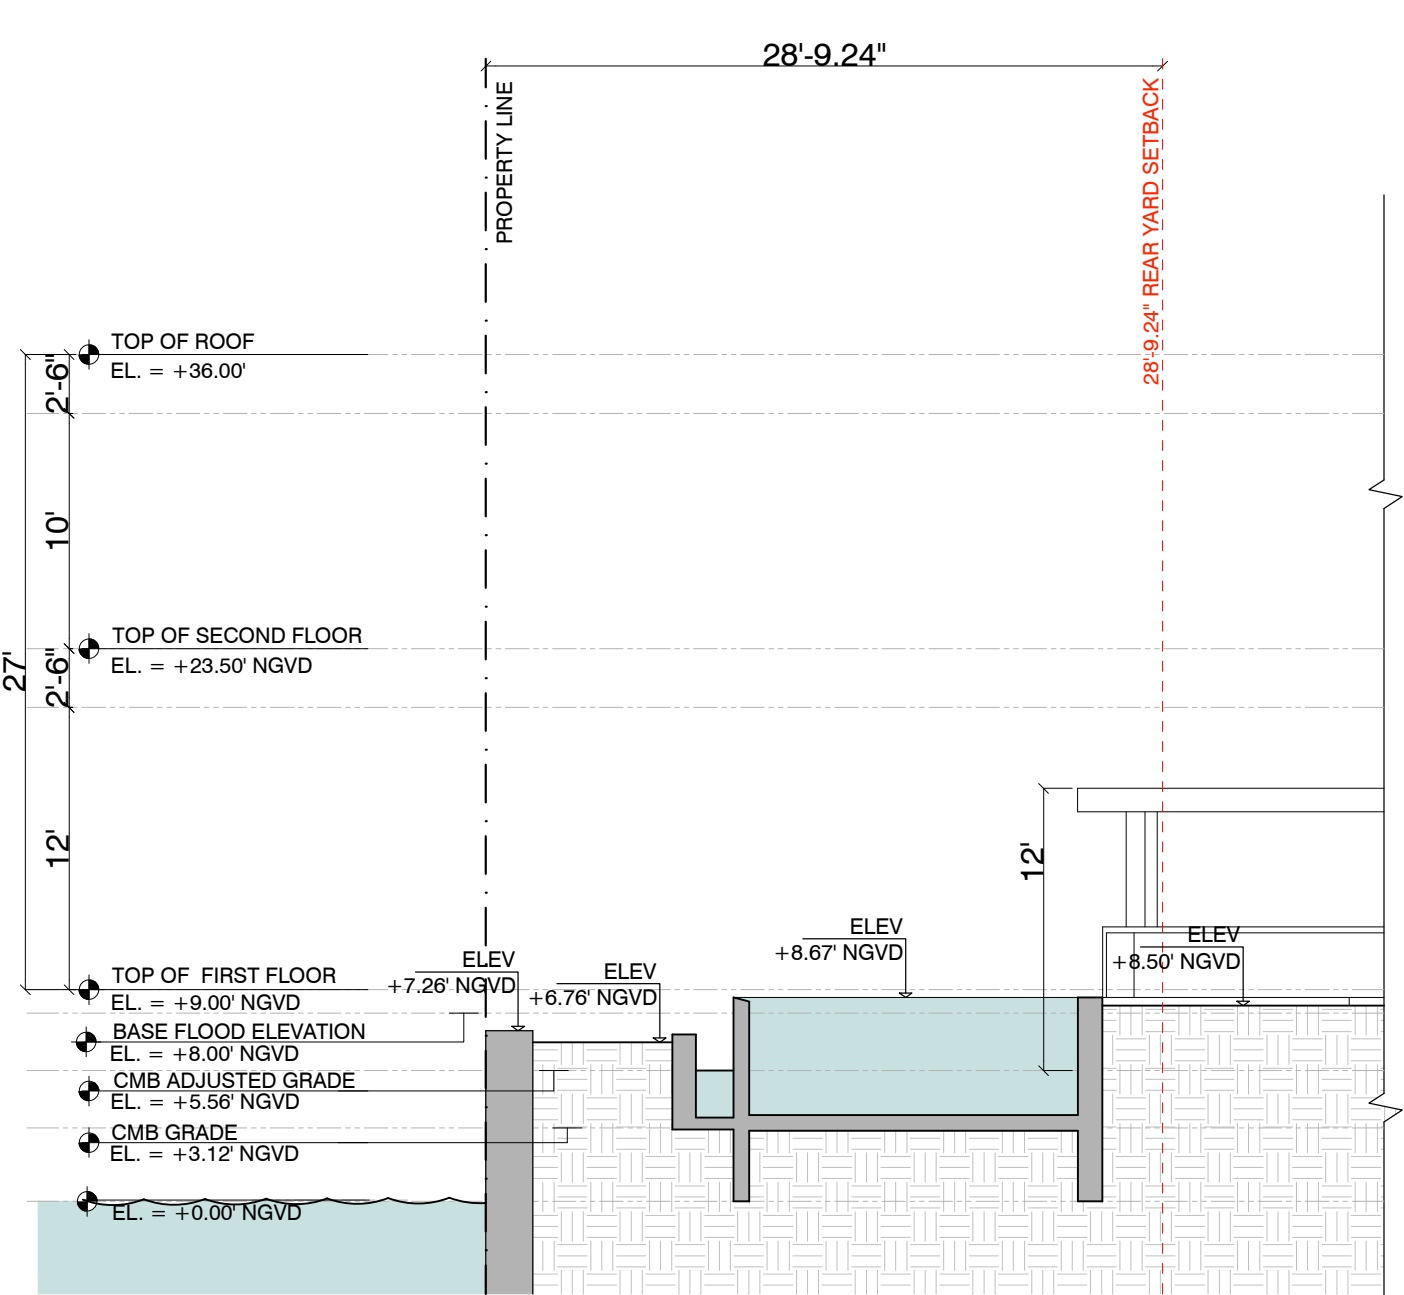 28'-9.24"
PROPERTY LINE
28'-9.24" REAR YARD SETBACK
TOP OF ROOF
EL. = +36.00'
2'-6"
10'
TOP OF SECOND FLOOR
EL. = +23.50' NGVD
27'
2'-6"
12'
12'
ELEV
+8.67' NGVD
ELEV
+8.50' NGVD
ELEV
+7.26' NGVD
ELEV
+6.76' NGVD
TOP OF FIRST FLOOR
EL. = +9.00' NGVD
BASE FLOOD ELEVATION
EL. = +8.00' NGVD
CMB ADJUSTED GRADE
EL. = +5.56' NGVD
CMB GRADE
EL. = +3.12' NGVD
EL. = +0.00' NGVD